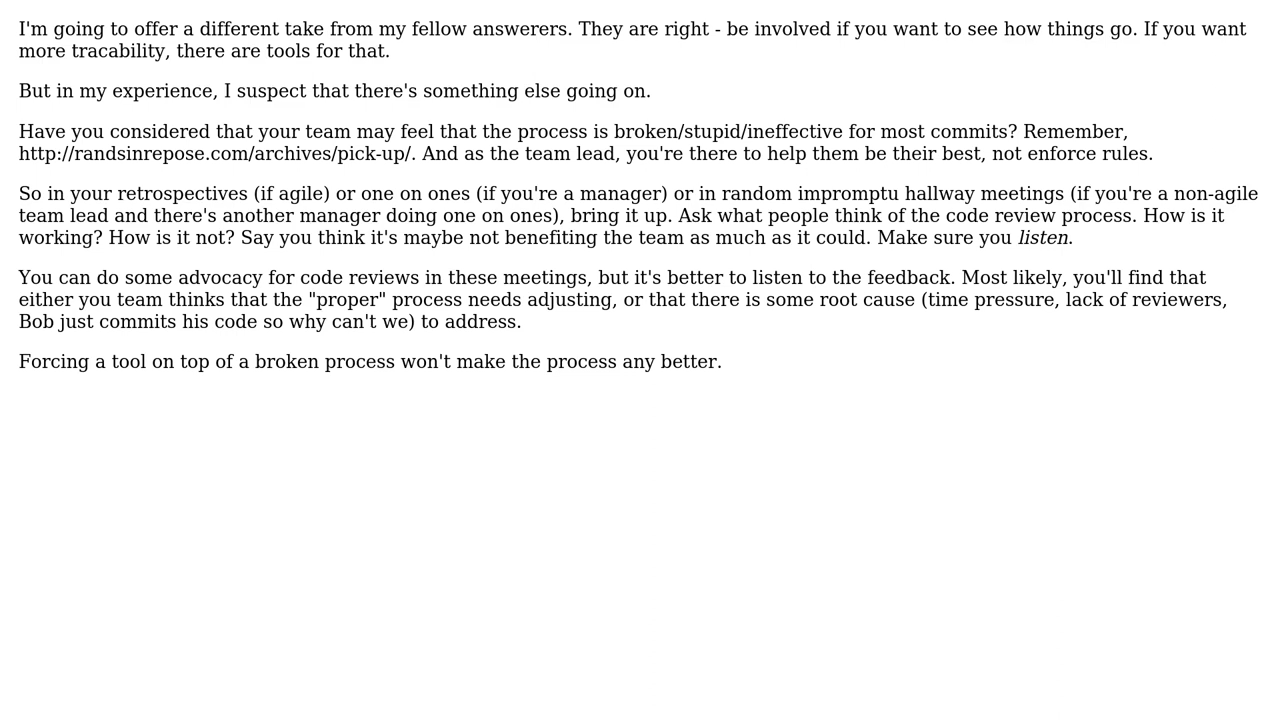 I'm going to offer a different take from my fellow answerers. They are right - be involved if you want to see how things go. If you want
more tracability, there are tools for that.
But in my experience, I suspect that there's something else going on.
Have you considered that your team may feel that the process is broken/stupid/ineffective for most commits? Remember,
http://randsinrepose.com/archives/pick-up/. And as the team lead, you're there to help them be their best, not enforce rules.
So in your retrospectives (if agile) or one on ones (if you're a manager) or in random impromptu hallway meetings (if you're a non-agile
team lead and there's another manager doing one on ones), bring it up. Ask what people think of the code review process. How is it
working? How is it not? Say you think it's maybe not benefiting the team as much as it could. Make sure you listen.
You can do some advocacy for code reviews in these meetings, but it's better to listen to the feedback. Most likely, you'll find that
either you team thinks that the "proper" process needs adjusting, or that there is some root cause (time pressure, lack of reviewers,
Bob just commits his code so why can't we) to address.
Forcing a tool on top of a broken process won't make the process any better.